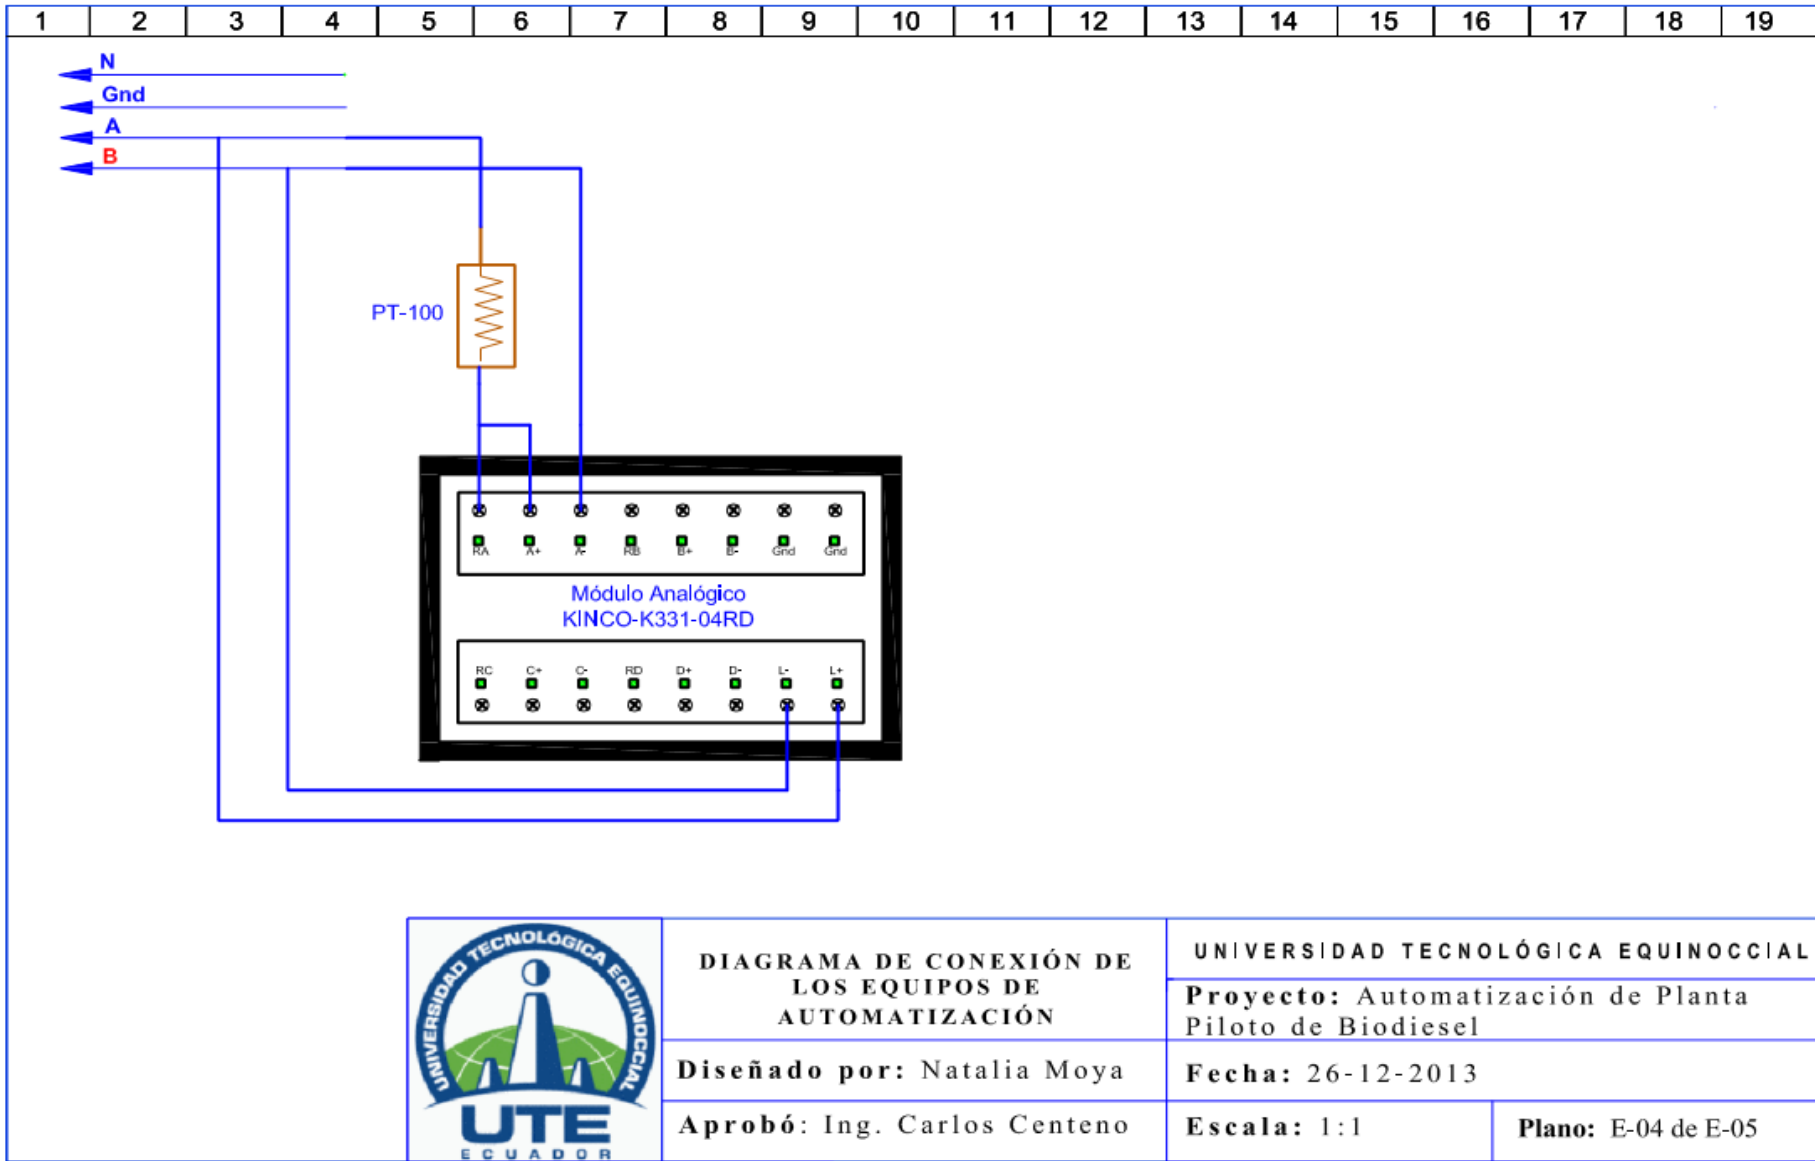 1 2 3 4 5 6 7 8 9 10 11 12 13 14 15 16 17 18 19
N
Gnd
A
B
PT-100
RA A+ A- RB B+ B- Gnd Gnd
Módulo Analógico
KINCO-K331-04RD
RC C+ C- RD D+ D- L- L+
UNIVERSIDAD TECNOLÓGICA EQUINOCCIAL
UTE
ECUADOR
DIAGRAMA DE CONEXIÓN DE
LOS EQUIPOS DE
AUTOMATIZACIÓN
Diseñado por: Natalia Moya
Aprobó: Ing. Carlos Centeno
UNIVERSIDAD TECNOLÓGICA EQUINOCCIAL
Proyecto: Automatización de Planta
Piloto de Biodiesel
Fecha: 26-12-2013
Escala: 1:1
Plano: E-04 de E-05